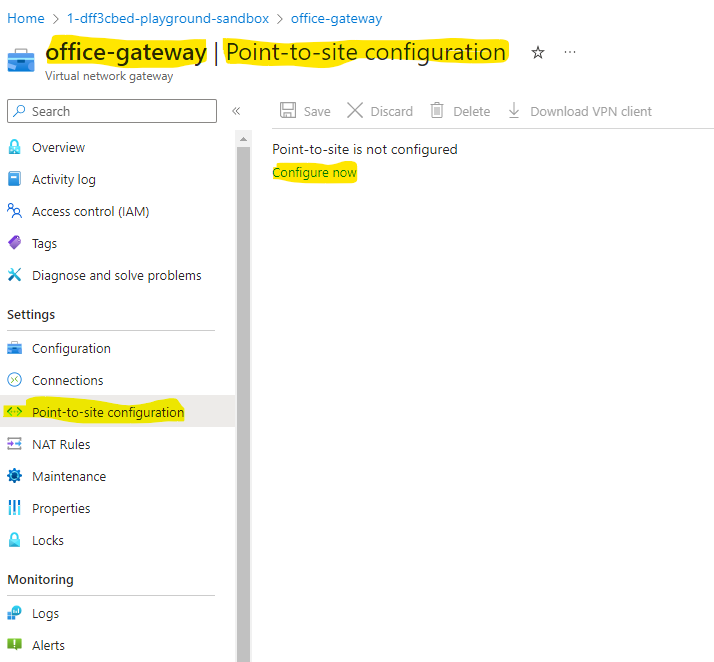 Home > 1-dff3cbed-playground-sandbox > office-gateway
office-gateway | Point-to-site configuration ☆ ...
Virtual network gateway
Search «
Save Discard Delete Download VPN client
Overview
Activity log
Access control (IAM)
Tags
Diagnose and solve problems
Settings
Configuration
Connections
Point-to-site configuration
NAT Rules
Maintenance
Properties
Locks
Monitoring
Logs
Alerts
Point-to-site is not configured
Configure now